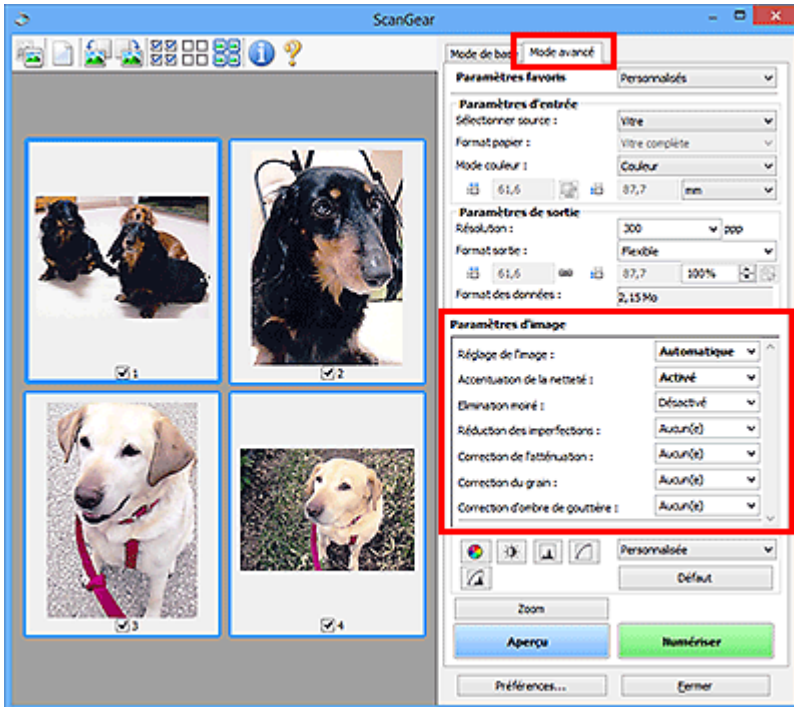 ScanGear
Mode de base Mode avancé
Paramètres favoris Personnalisés
Paramètres d'entrée
Sélectionner source : Vitre
Format papier : Vitre complète
Mode couleur : Couleur
61,6 87,7 mm
Paramètres de sortie
Résolution : 300 ppp
Format sortie : Flexible
61,6 87,7 100%
Format des données : 2,15 Mo
Paramètres d'image
Réglage de l'image : Automatique
Accentuation de la netteté : Activé
Elimination moiré : Désactivé
Réduction des imperfections : Aucun(e)
Correction de l'atténuation : Aucun(e)
Correction du grain : Aucun(e)
Correction d'ombre de gouttière : Aucun(e)
Personnalisée
Défaut
Zoom
Aperçu Numériser
Préférences... Fermer
1
2
3
4